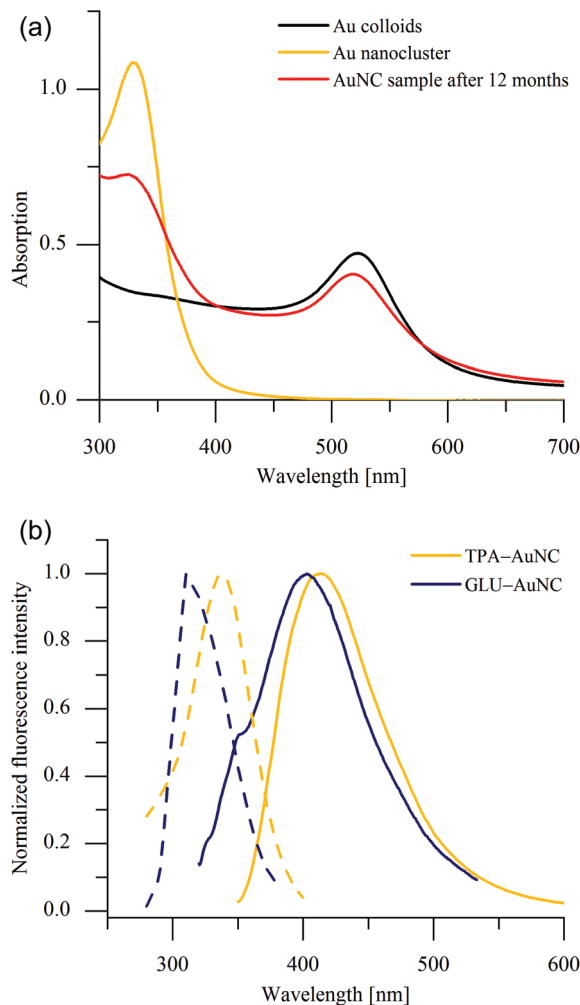 (a)
Au colloids
Au nanocluster
AuNC sample after 12 months
1.0
0.5
0.0
Absorption
300 400 500 600 700
Wavelength [nm]
(b)
TPA–AuNC
GLU–AuNC
1.0
0.8
0.6
0.4
0.2
0.0
Normalized fluorescence intensity
300 400 500 600
Wavelength [nm]